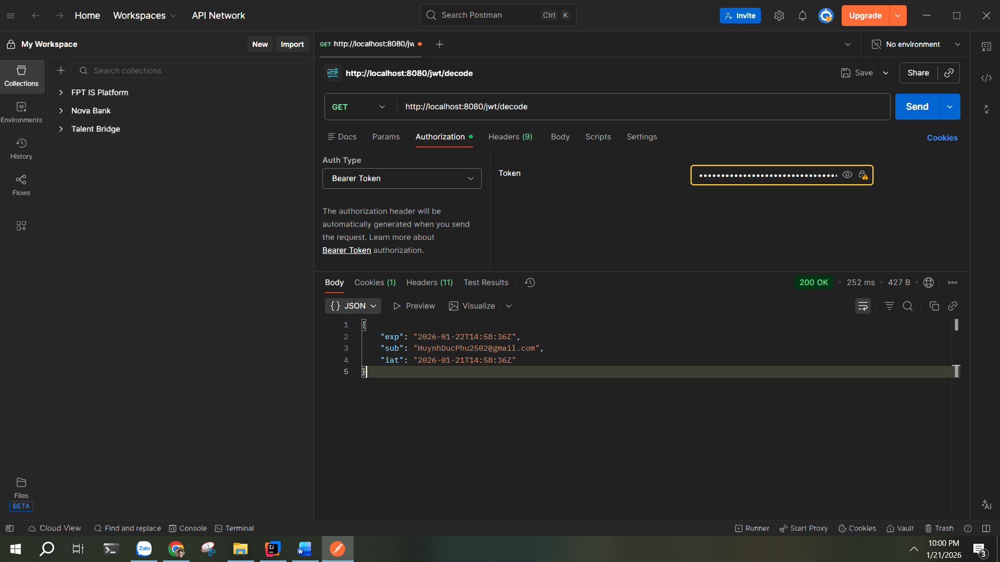 Home
Workspaces
API Network
Search Postman
Ctrl K
Invite
Upgrade
My Workspace
New
Import
GET http://localhost:8080/jw
No environment
Collections
Search collections
HTTP http://localhost:8080/jwt/decode
Save
Share
FPT IS Platform
Nova Bank
Talent Bridge
Environments
History
Flows
GET
http://localhost:8080/jwt/decode
Send
Docs
Params
Authorization
Headers (9)
Body
Scripts
Settings
Cookies
Auth Type
Bearer Token
Token
The authorization header will be
automatically generated when you send
the request. Learn more about
Bearer Token authorization.
Body
Cookies (1)
Headers (11)
Test Results
200 OK
252 ms
427 B
{} JSON
Preview
Visualize
1 {
2 "exp": "2026-01-22T14:58:36Z",
3 "sub": "HuynhDucPhu2502@gmail.com",
4 "iat": "2026-01-21T14:58:36Z"
5 }
Files
BETA
AI
Cloud View
Find and replace
Console
Terminal
Runner
Start Proxy
Cookies
Vault
Trash
Zalo
IJ
W
10:00 PM
1/21/2026
3